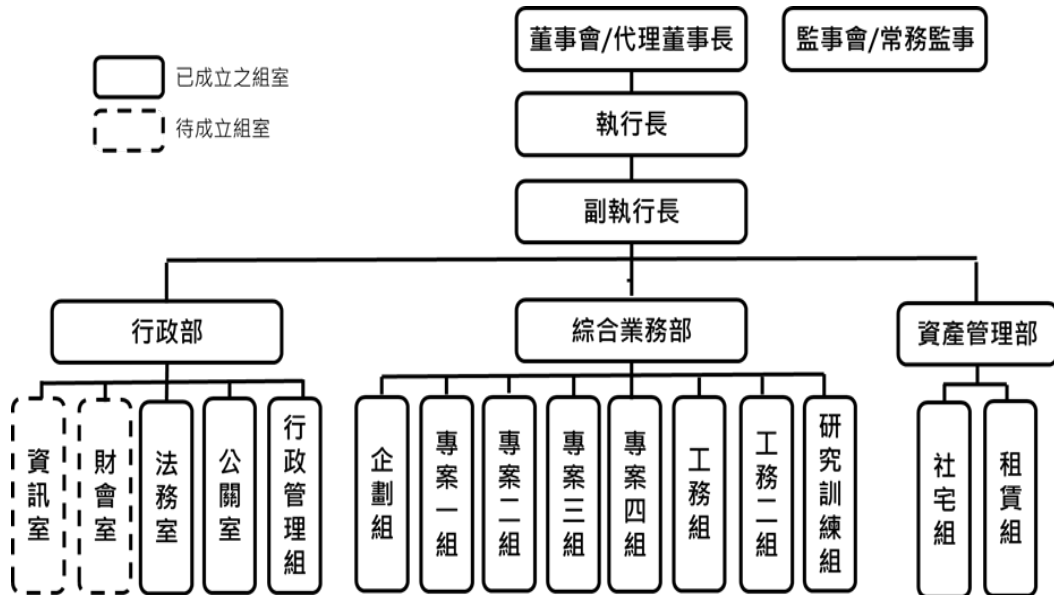 董事會/代理董事長
監事會/常務監事
已成立之組室
待成立組室
執行長
副執行長
行政部
綜合業務部
資產管理部
資訊室
財會室
法務室
公關室
行政管理組
企劃組
專案一組
專案二組
專案三組
專案四組
工務組
工務二組
研究訓練組
社宅組
租賃組